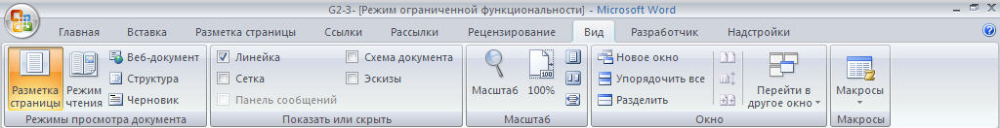 G2-3- [Режим ограниченной функциональности] - Microsoft Word
Главная Вставка Разметка страницы Ссылки Рассылки Рецензирование Вид Разработчик Надстройки
Разметка страницы
Режим чтения
Веб-документ
Структура
Черновик
Режимы просмотра документа
Линейка
Сетка
Панель сообщений
Схема документа
Эскизы
Показать или скрыть
Масштаб
100
100%
Масштаб
Новое окно
Упорядочить все
Разделить
Перейти в
другое окно
Окно
Макросы
Макросы